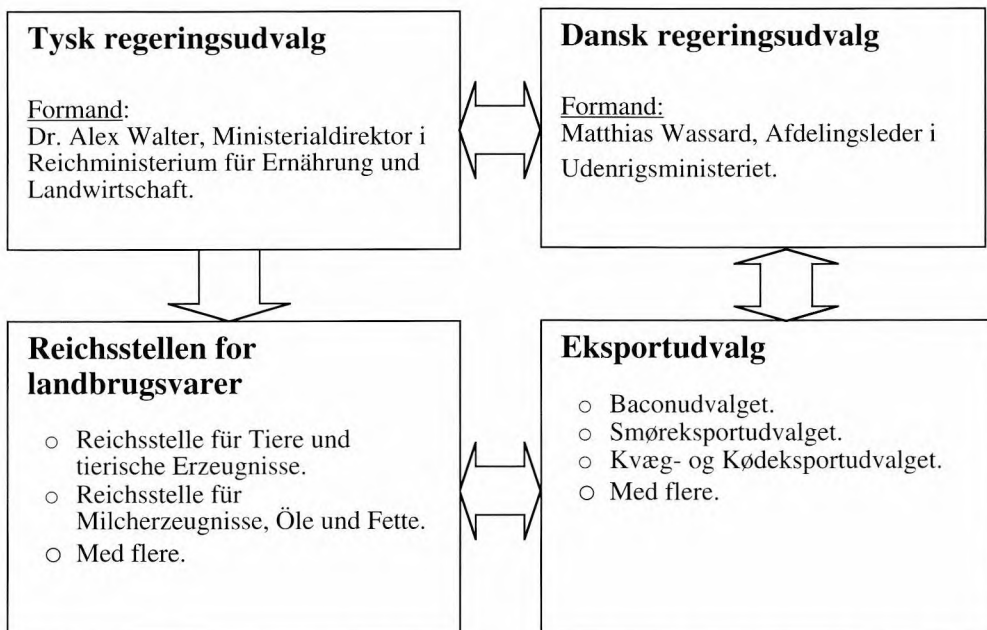 Tysk regeringsudvalg
Formand:
Dr. Alex Walter, Ministerialdirektor i
Reichministerium für Ernährung und
Landwirtschaft.
Dansk regeringsudvalg
Formand:
Matthias Wassard, Afdelingsleder i
Udenrigsministeriet.
Reichsstellen for
landbrugsvarer
○ Reichsstelle für Tiere und
tierische Erzeugnisse.
○ Reichsstelle für
Milcherzeugnisse, Öle und Fette.
○ Med flere.
Eksportudvalg
○ Baconudvalget.
○ Smøreksportudvalget.
○ Kvæg- og Kødeksportudvalget.
○ Med flere.